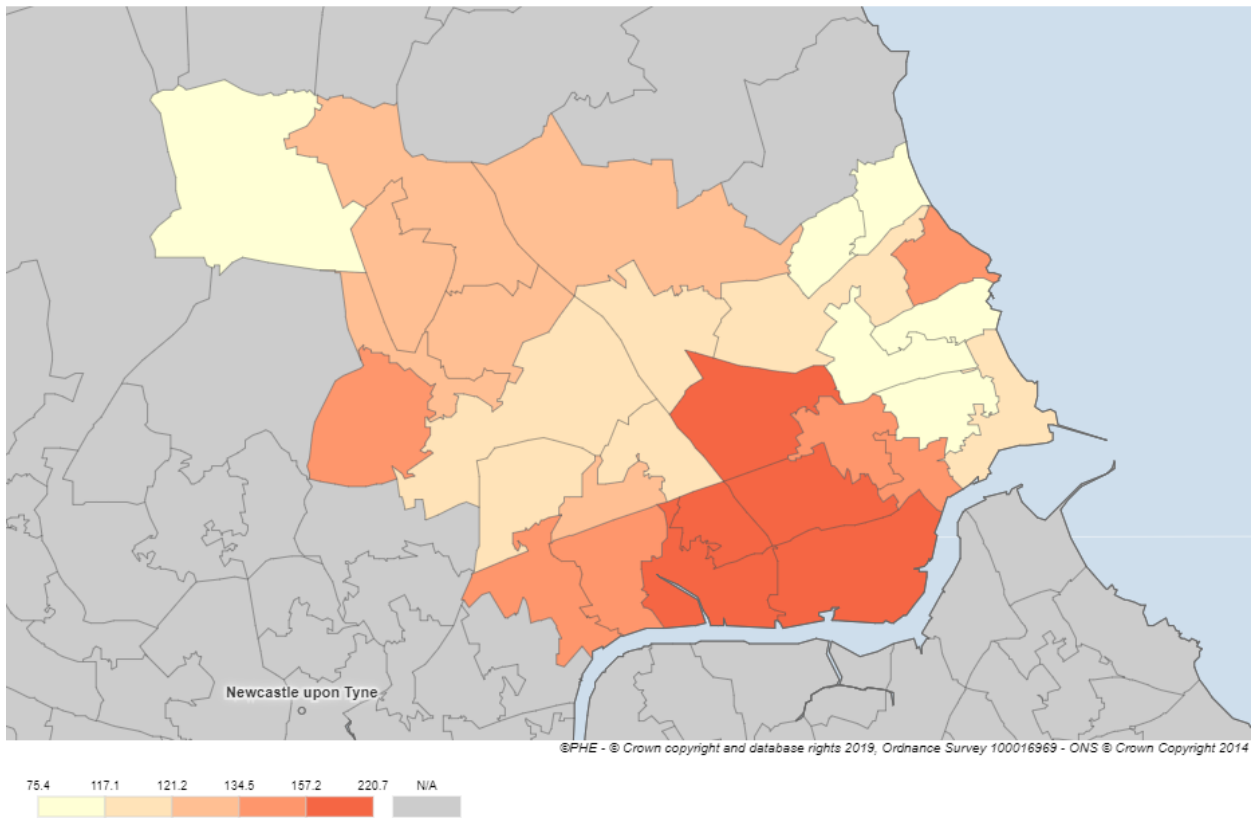 Newcastle upon Tyne
©PHE - © Crown copyright and database rights 2019, Ordnance Survey 100016969 - ONS © Crown Copyright 2014
75.4 117.1 121.2 134.5 157.2 220.7 N/A